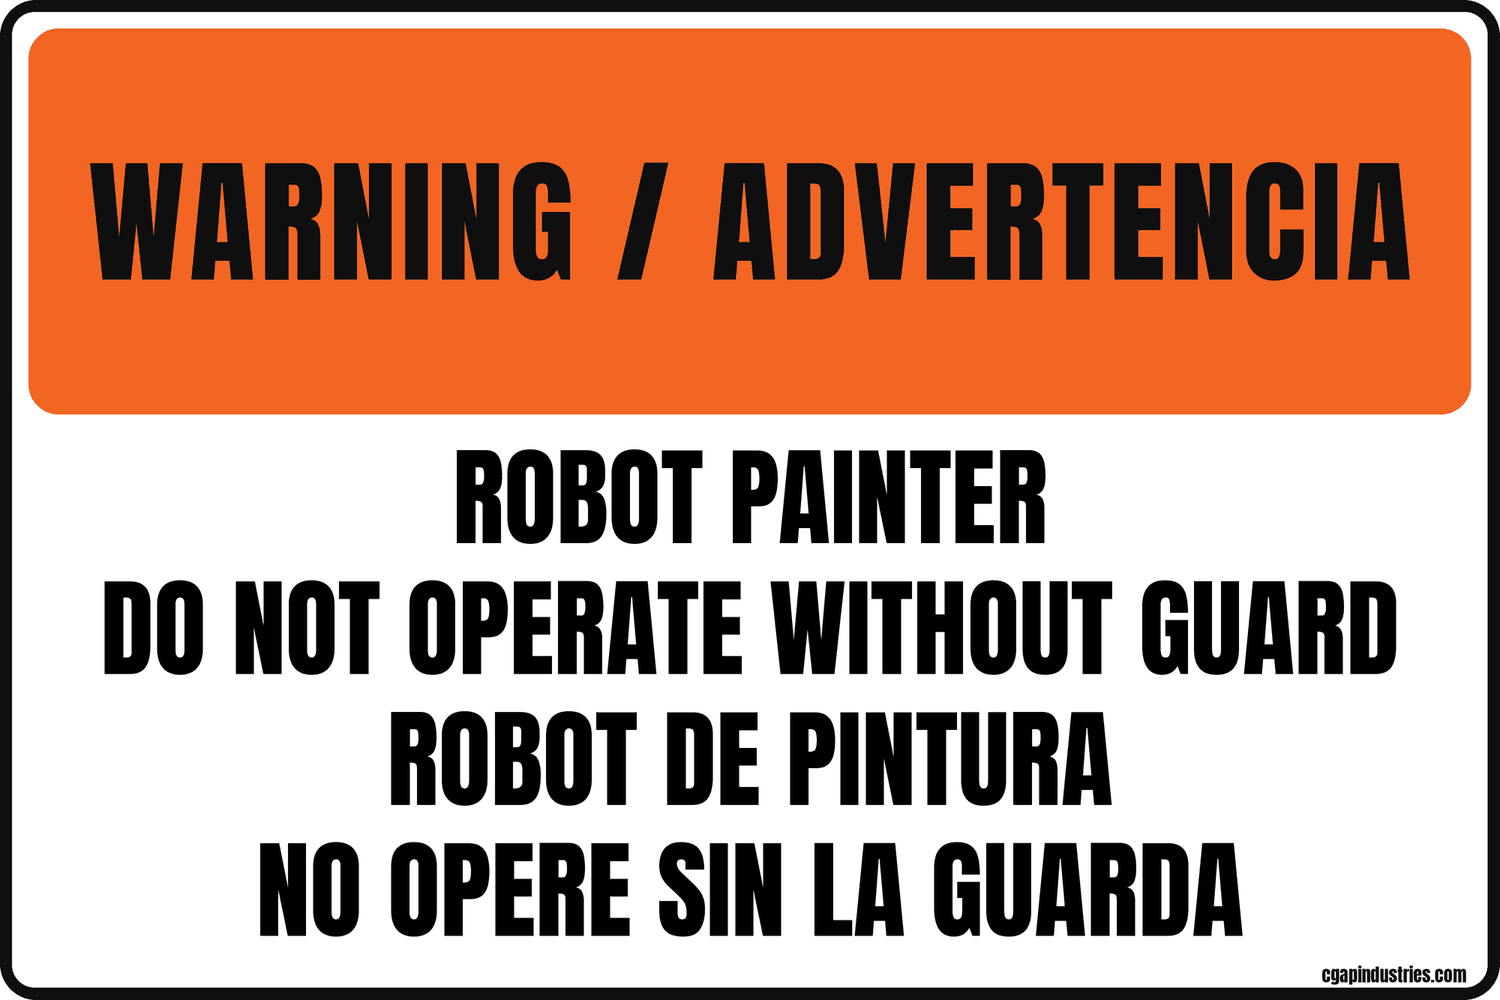 WARNING / ADVERTENCIA
ROBOT PAINTER
DO NOT OPERATE WITHOUT GUARD
ROBOT DE PINTURA
NO OPERE SIN LA GUARDA
cgapindustries.com